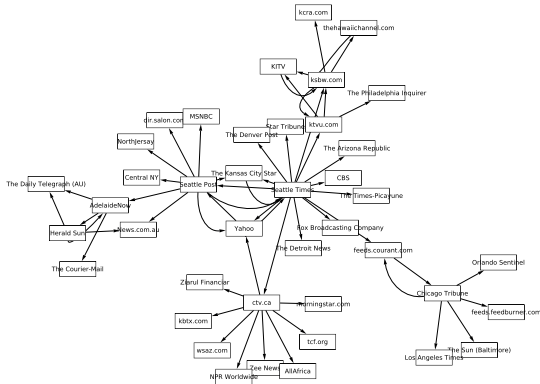 kcra.com
thehawaiichannel.com
KITV
ksbw.com
The Philadelphia Inquirer
dir.salon.com
MSNBC
Star Tribune
ktvu.com
The Denver Post
NorthJersey
The Arizona Republic
Central NY
The Kansas City Star
CBS
The Daily Telegraph (AU)
Seattle Post
Seattle Times
The Times-Picayune
AdelaideNow
Herald Sun
News.com.au
Yahoo
Fox Broadcasting Company
The Detroit News
feeds.courant.com
The Courier-Mail
Orlando Sentinel
Ziarul Financiar
Chicago Tribune
ctv.ca
morningstar.com
feeds.feedburner.com
kbtx.com
tcf.org
wsaz.com
Los Angeles Times
The Sun (Baltimore)
Zee News
AllAfrica
NPR Worldwide